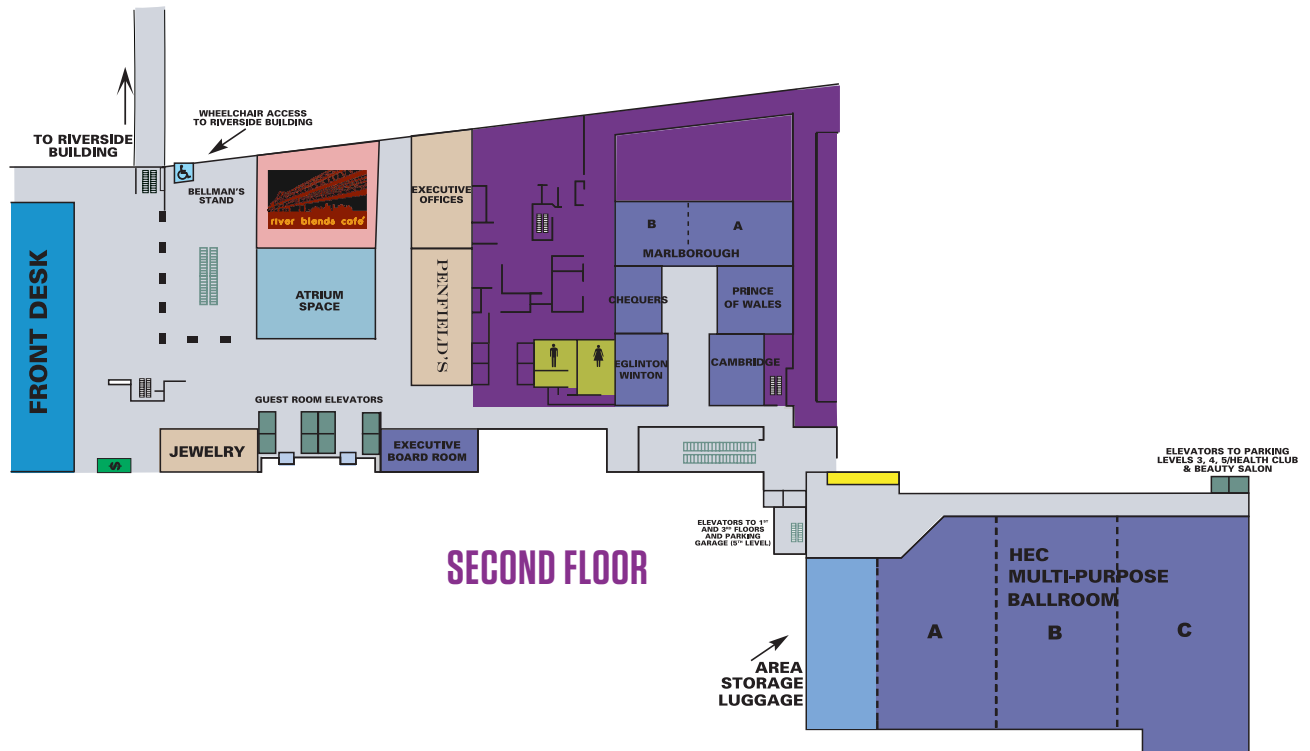 TO RIVERSIDE
BUILDING
WHEELCHAIR ACCESS
TO RIVERSIDE BUILDING
BELLMAN'S
STAND
river blends cafe'
EXECUTIVE
OFFICES
FRONT DESK
ATRIUM
SPACE
PENFIELD'S
B
A
MARLBOROUGH
CHEQUERS
PRINCE
OF WALES
EGLINTON
WINTON
CAMBRIDGE
GUEST ROOM ELEVATORS
JEWELRY
EXECUTIVE
BOARD ROOM
$
ELEVATORS TO PARKING
LEVELS 3, 4, 5/HEALTH CLUB
& BEAUTY SALON
ELEVATORS TO 1ST
AND 3RD FLOORS
AND PARKING
GARAGE (5TH LEVEL)
SECOND FLOOR
HEC
MULTI-PURPOSE
BALLROOM
A
B
C
AREA
STORAGE
LUGGAGE